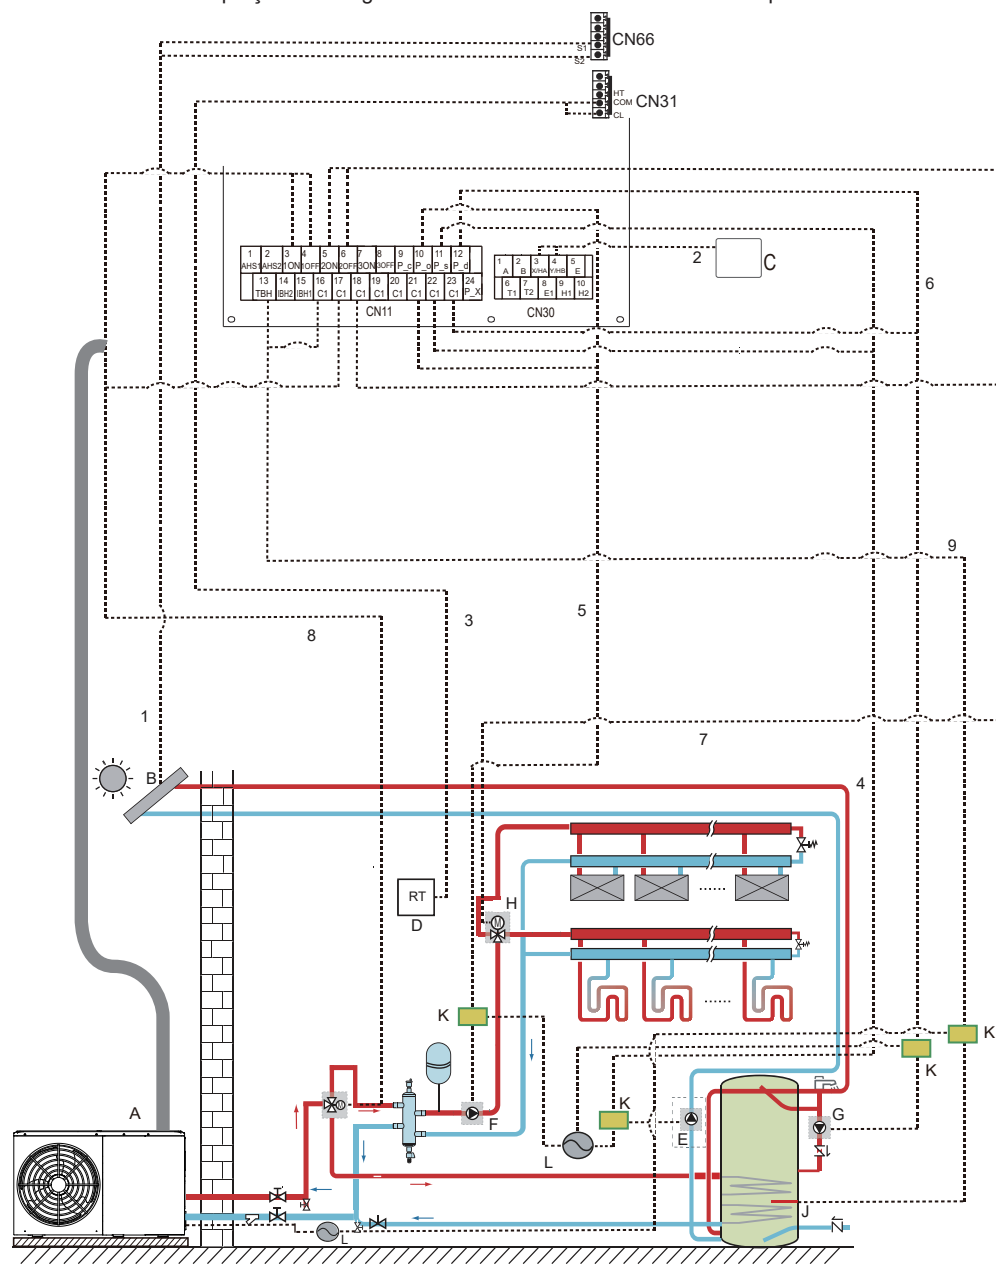 S1
S2
CN66
HT
COM
CL
CN31
1 2 3 4 5 6 7 8 9 10 11 12
AHS1 AHS2 1ON 1OFF 2ON 2OFF 3ON 3OFF P_c P_o P_s P_d
13 14 15 16 17 18 19 20 21 22 23 24
TBH IBH2 IBH1 C1 C1 C1 C1 C1 C1 C1 C1 P_X
CN11
1 2 3 4 5
A B X/HA Y/HB E
6 7 8 9 10
T1 T2 E1 H1 H2
CN30
2
C
6
9
5
3
8
1
7
B
4
RT
D
H
M
K
K
K
K
A
M
F
E
G
L
J
L